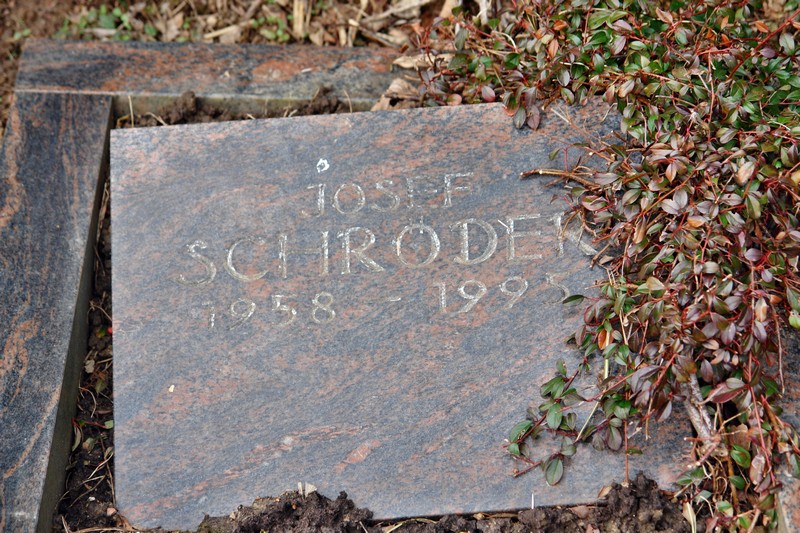 JOSEF
SCHRÖDER
1958 - 1995